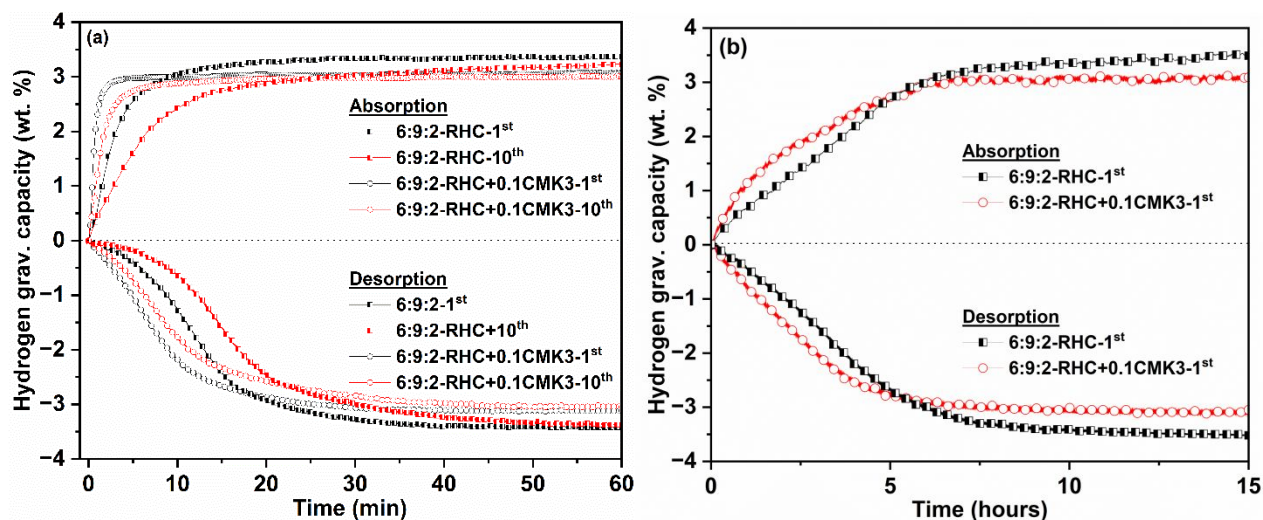 (a)
Hydrogen grav. capacity (wt. %)
4
3
2
1
0
−1
−2
−3
−4
Absorption
6:9:2-RHC-1st
6:9:2-RHC-10th
6:9:2-RHC+0.1CMK3-1st
6:9:2-RHC+0.1CMK3-10th
Desorption
6:9:2-1st
6:9:2-RHC+10th
6:9:2-RHC+0.1CMK3-1st
6:9:2-RHC+0.1CMK3-10th
0 10 20 30 40 50 60
Time (min)
(b)
Hydrogen grav. capacity (wt. %)
4
3
2
1
0
−1
−2
−3
−4
Absorption
6:9:2-RHC-1st
6:9:2-RHC+0.1CMK3-1st
Desorption
6:9:2-RHC-1st
6:9:2-RHC+0.1CMK3-1st
0 5 10 15
Time (hours)